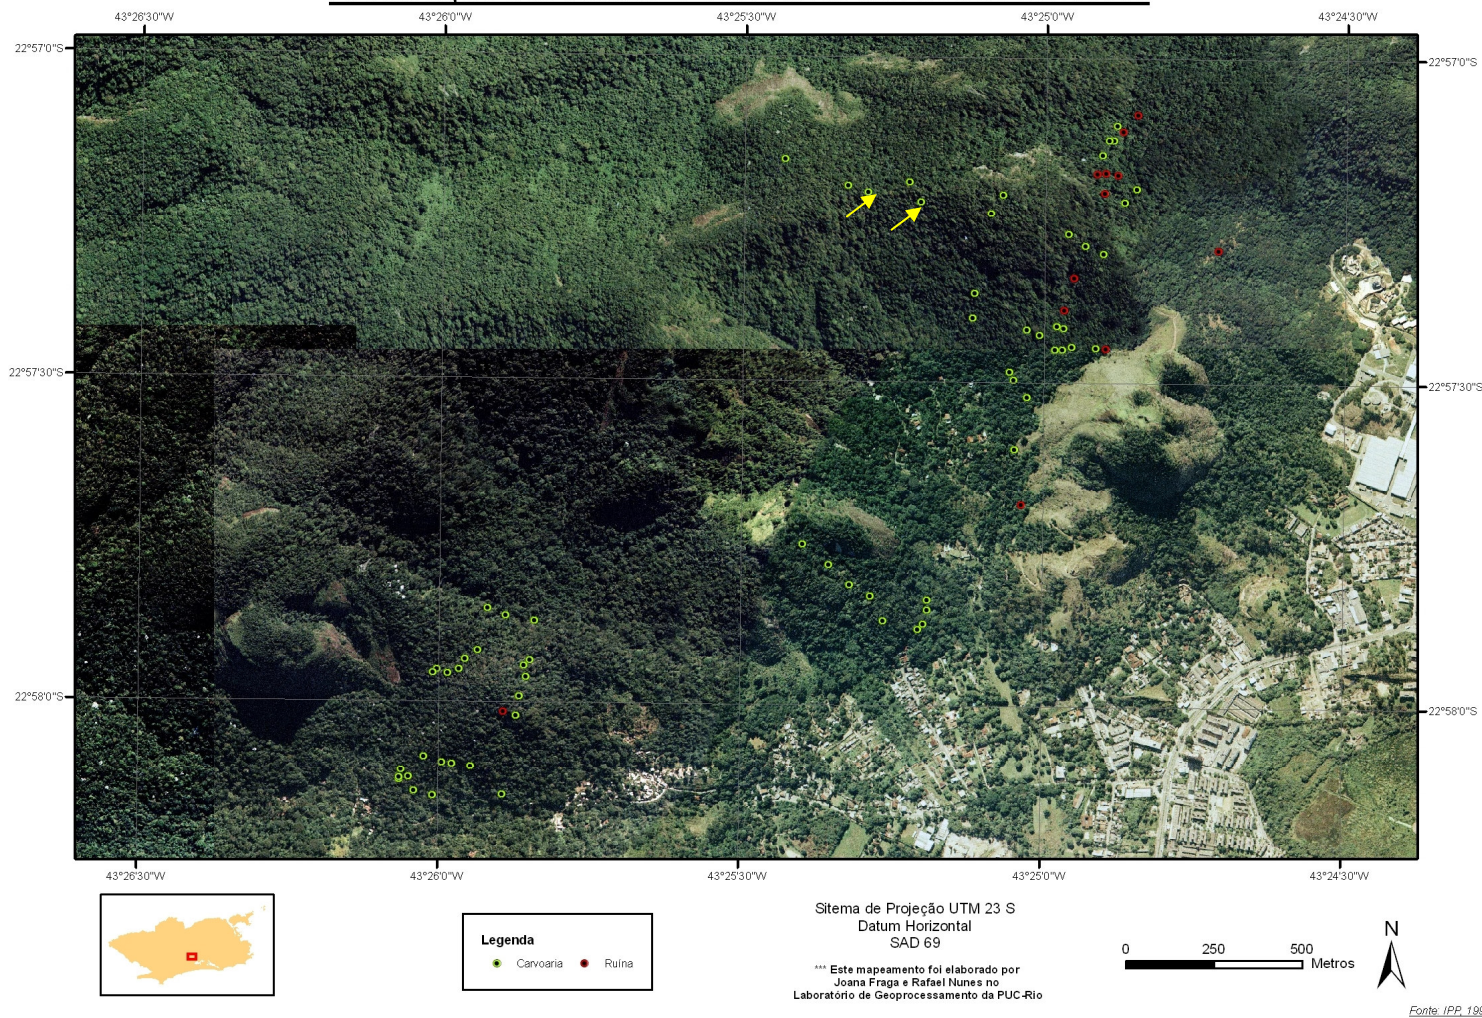 43°26'30"W 43°26'0"W 43°25'30"W 43°25'0"W 43°24'30"W
22°57'0"S 22°57'0"S
22°57'30"S 22°57'30"S
22°58'0"S 22°58'0"S
43°26'30"W 43°26'0"W 43°25'30"W 43°25'0"W 43°24'30"W
Legenda
Carvoaria Ruína
Sitema de Projeção UTM 23 S
Datum Horizontal
SAD 69
*** Este mapeamento foi elaborado por
Joana Fraga e Rafael Nunes no
Laboratório de Geoprocessamento da PUC-Rio
0 250 500
Metros
N
Fonte: IPP,